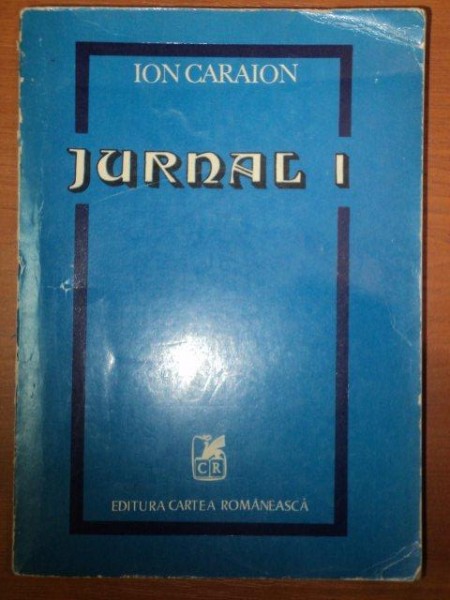 ION CARAION
JURNAL I
CR
EDITURA CARTEA ROMÂNEASCĂ